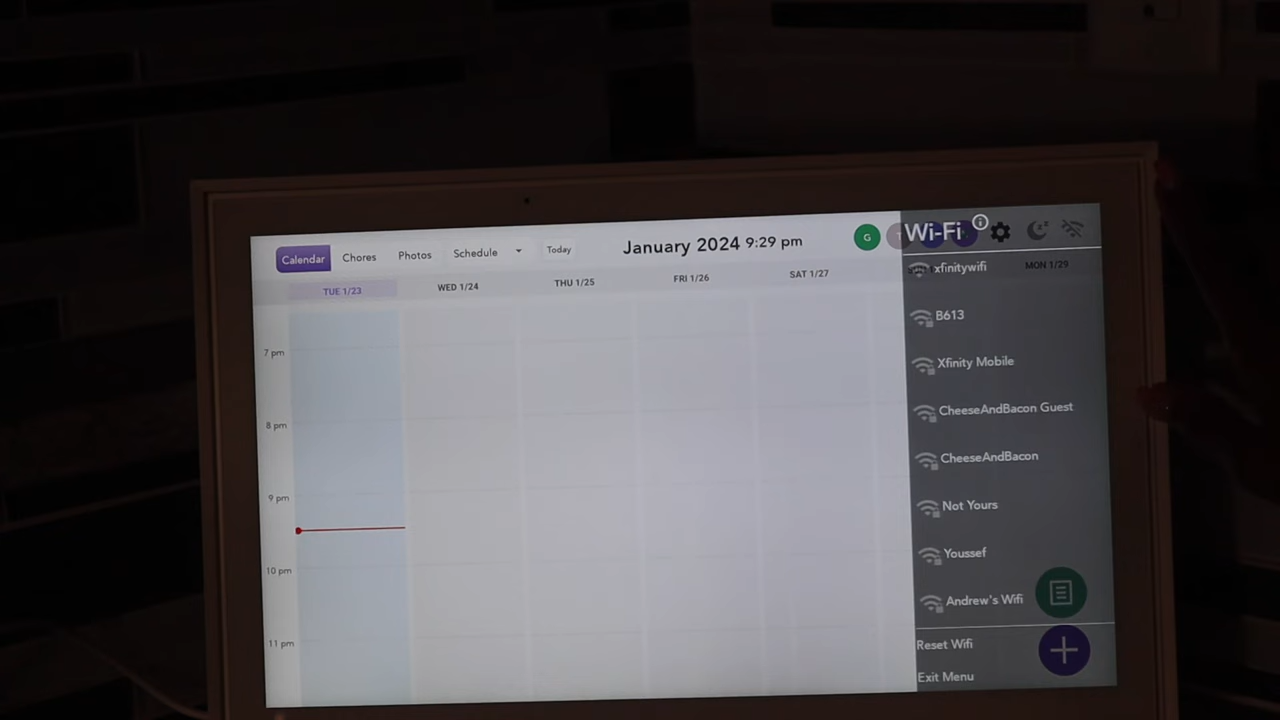 Calendar Chores Photos Schedule Today January 2024 9:29 pm G Wi-Fi
TUE 1/23 WED 1/24 THU 1/25 FRI 1/26 SAT 1/27 MON 1/29
7 pm
8 pm
9 pm
10 pm
11 pm
xfinitywifi
B613
Xfinity Mobile
CheeseAndBacon Guest
CheeseAndBacon
Not Yours
Youssef
Andrew's Wifi
Reset Wifi
Exit Menu